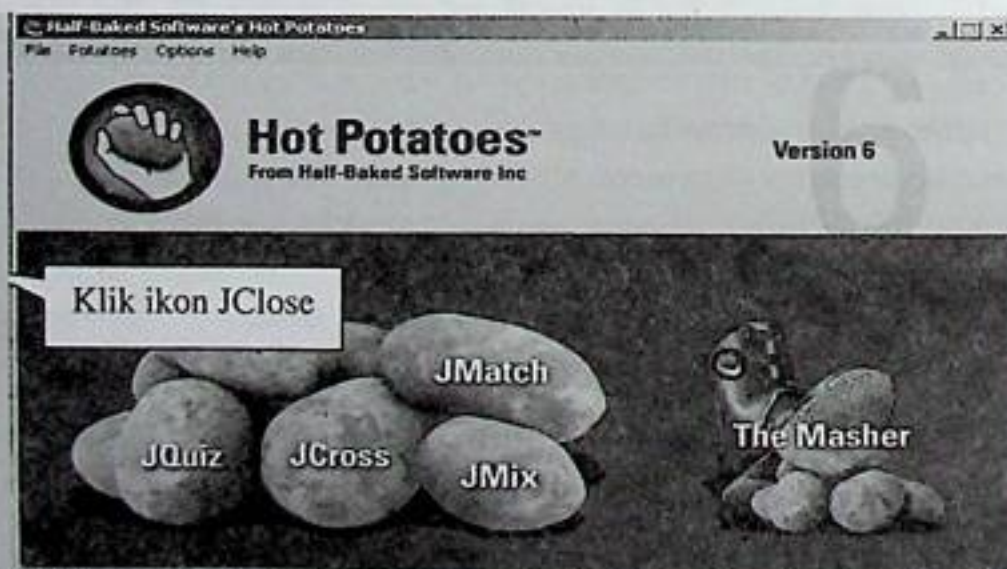 Half-Baked Software's Hot Potatoes
File Potatoes Options Help
6
Hot Potatoes™
From Half-Baked Software Inc
Version 6
Klik ikon JClose
JMatch
JQuiz
JCross
JMix
The Masher